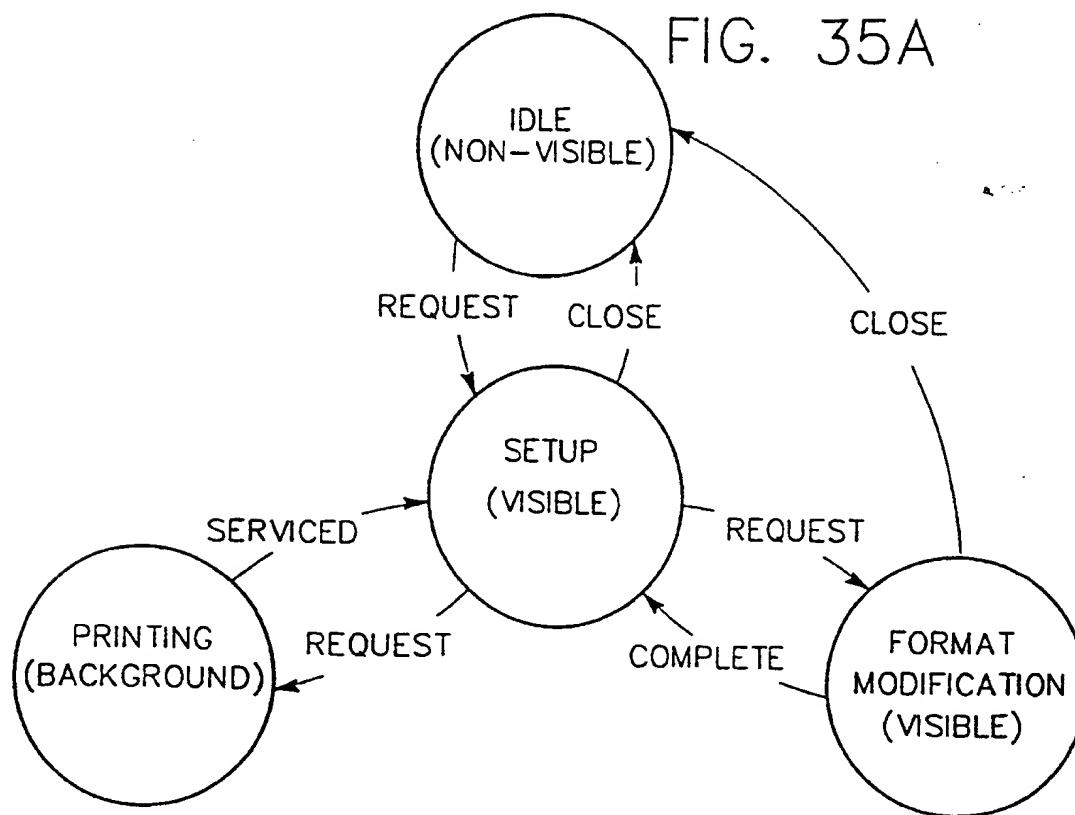 FIG. 35A
IDLE
(NON-VISIBLE)
REQUEST
CLOSE
CLOSE
SETUP
(VISIBLE)
SERVICED
REQUEST
PRINTING
(BACKGROUND)
REQUEST
COMPLETE
FORMAT
MODIFICATION
(VISIBLE)